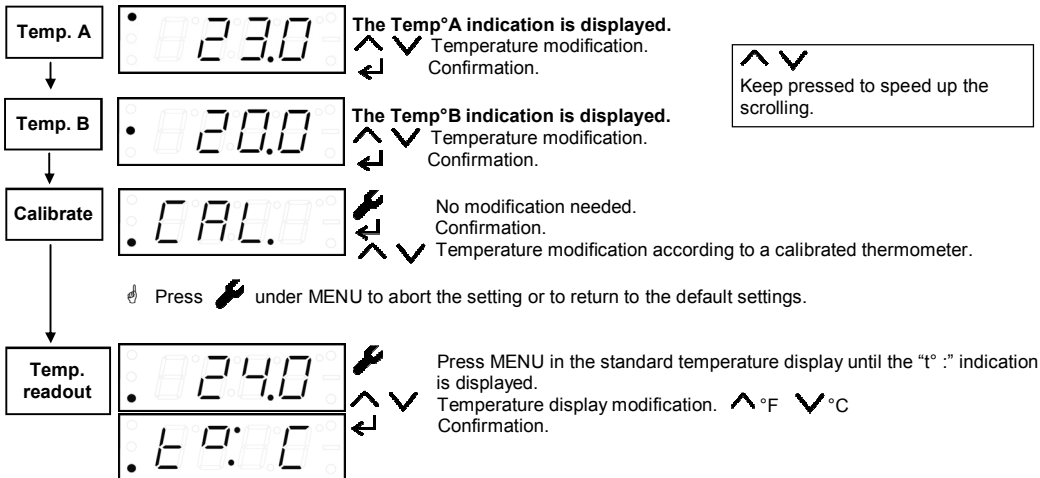 Temp. A
23.0
The Temp°A indication is displayed.
Temperature modification.
Confirmation.
Keep pressed to speed up the
scrolling.
Temp. B
20.0
The Temp°B indication is displayed.
Temperature modification.
Confirmation.
Calibrate
CAL.
No modification needed.
Confirmation.
Temperature modification according to a calibrated thermometer.
Press under MENU to abort the setting or to return to the default settings.
Temp.
readout
24.0
Press MENU in the standard temperature display until the “t° :” indication
is displayed.
Temperature display modification. °F °C
Confirmation.
t°: C